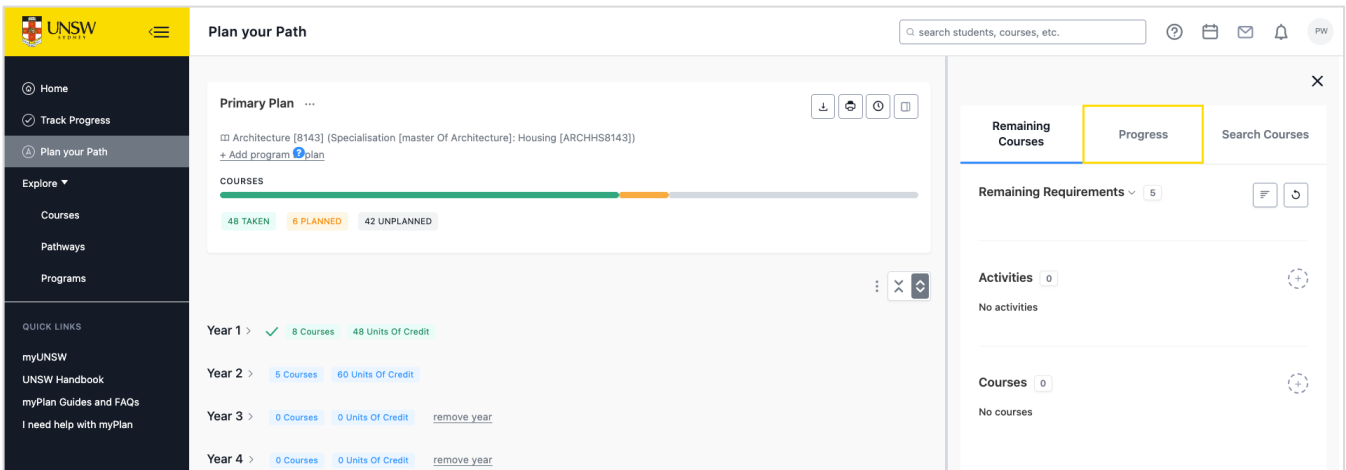 UNSW
SYDNEY
Plan your Path
search students, courses, etc.
PW
Home
Track Progress
Plan your Path
Explore
Courses
Pathways
Programs
QUICK LINKS
myUNSW
UNSW Handbook
myPlan Guides and FAQs
I need help with myPlan
Primary Plan ...
Architecture [8143] (Specialisation [master Of Architecture]: Housing [ARCHHS8143])
+ Add program ? plan
COURSES
48 TAKEN 6 PLANNED 42 UNPLANNED
Year 1 8 Courses 48 Units Of Credit
Year 2 5 Courses 60 Units Of Credit
Year 3 0 Courses 0 Units Of Credit remove year
Year 4 0 Courses 0 Units Of Credit remove year
Remaining Courses
Progress
Search Courses
Remaining Requirements 5
Activities 0
No activities
Courses 0
No courses